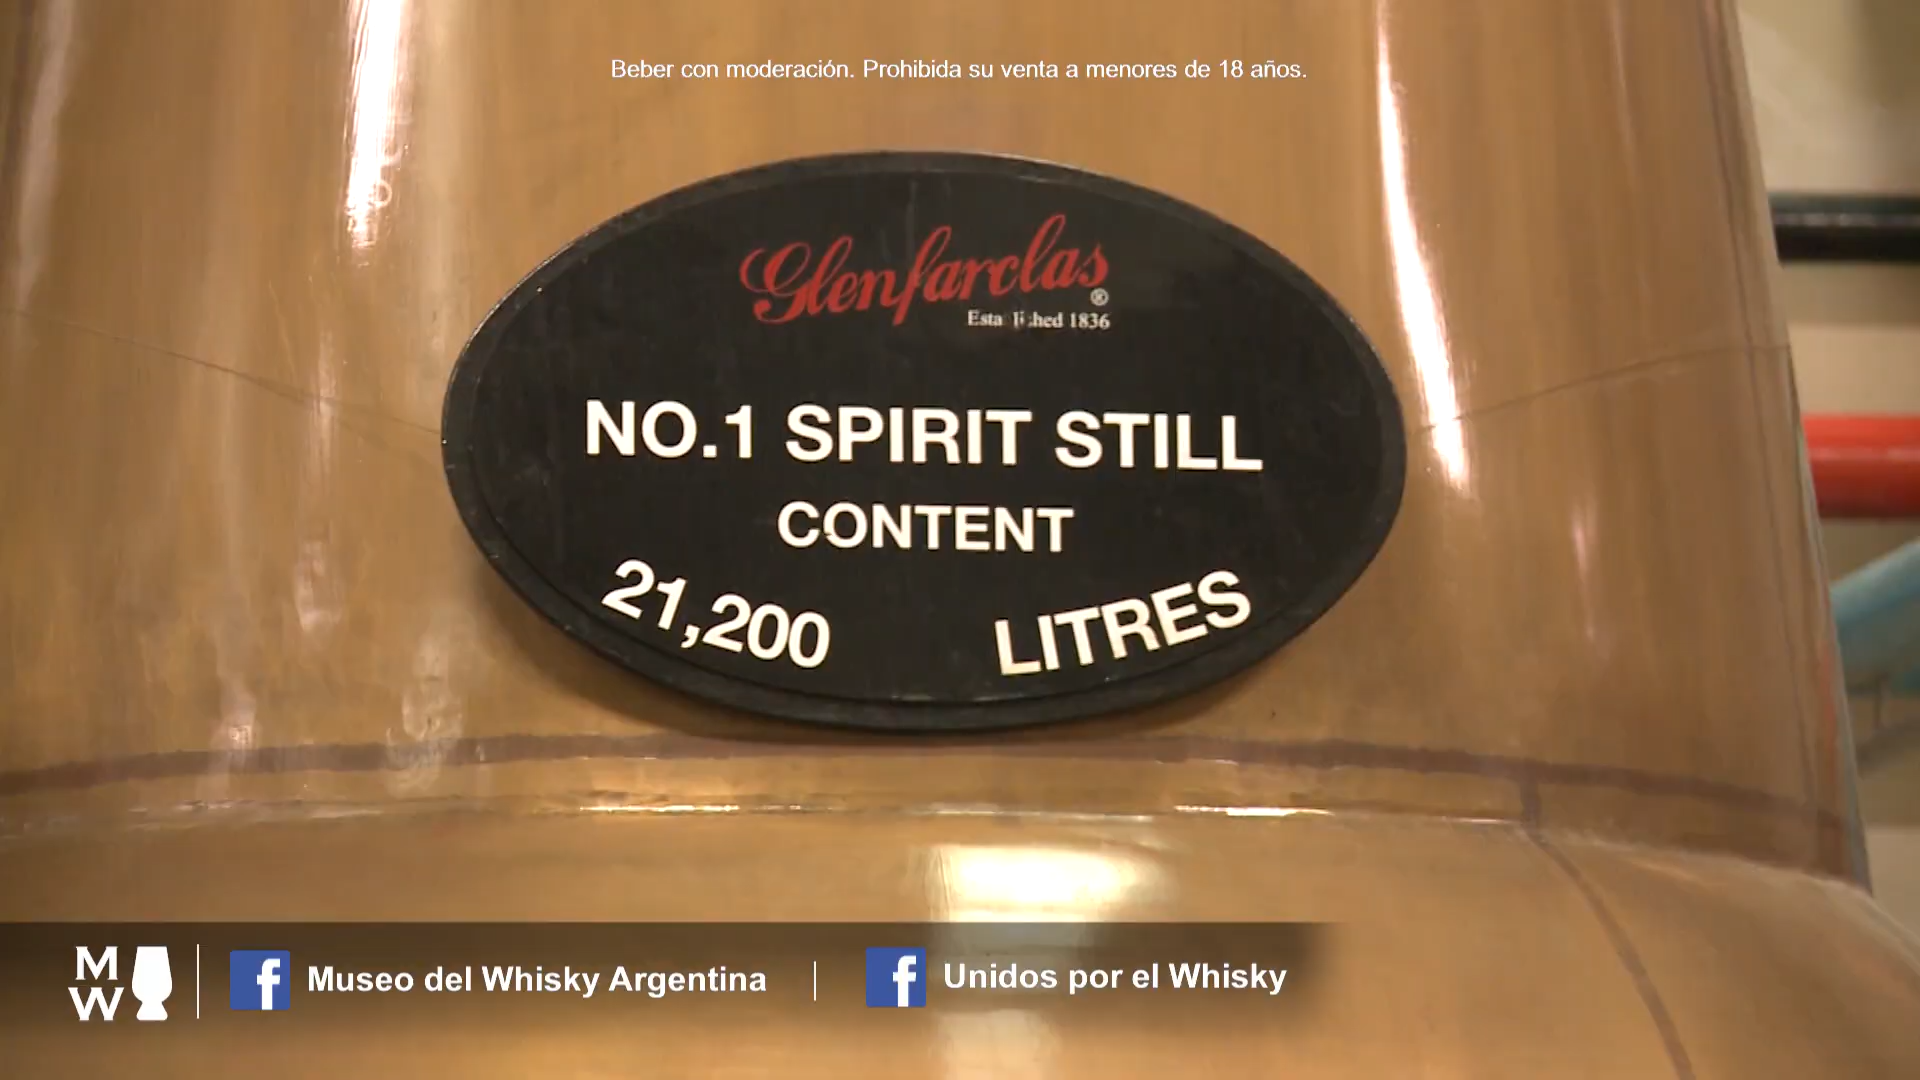 Beber con moderación. Prohibida su venta a menores de 18 años.
Glenfarclas®
Established 1836
NO.1 SPIRIT STILL
CONTENT
21,200 LITRES
MW
Museo del Whisky Argentina | Unidos por el Whisky